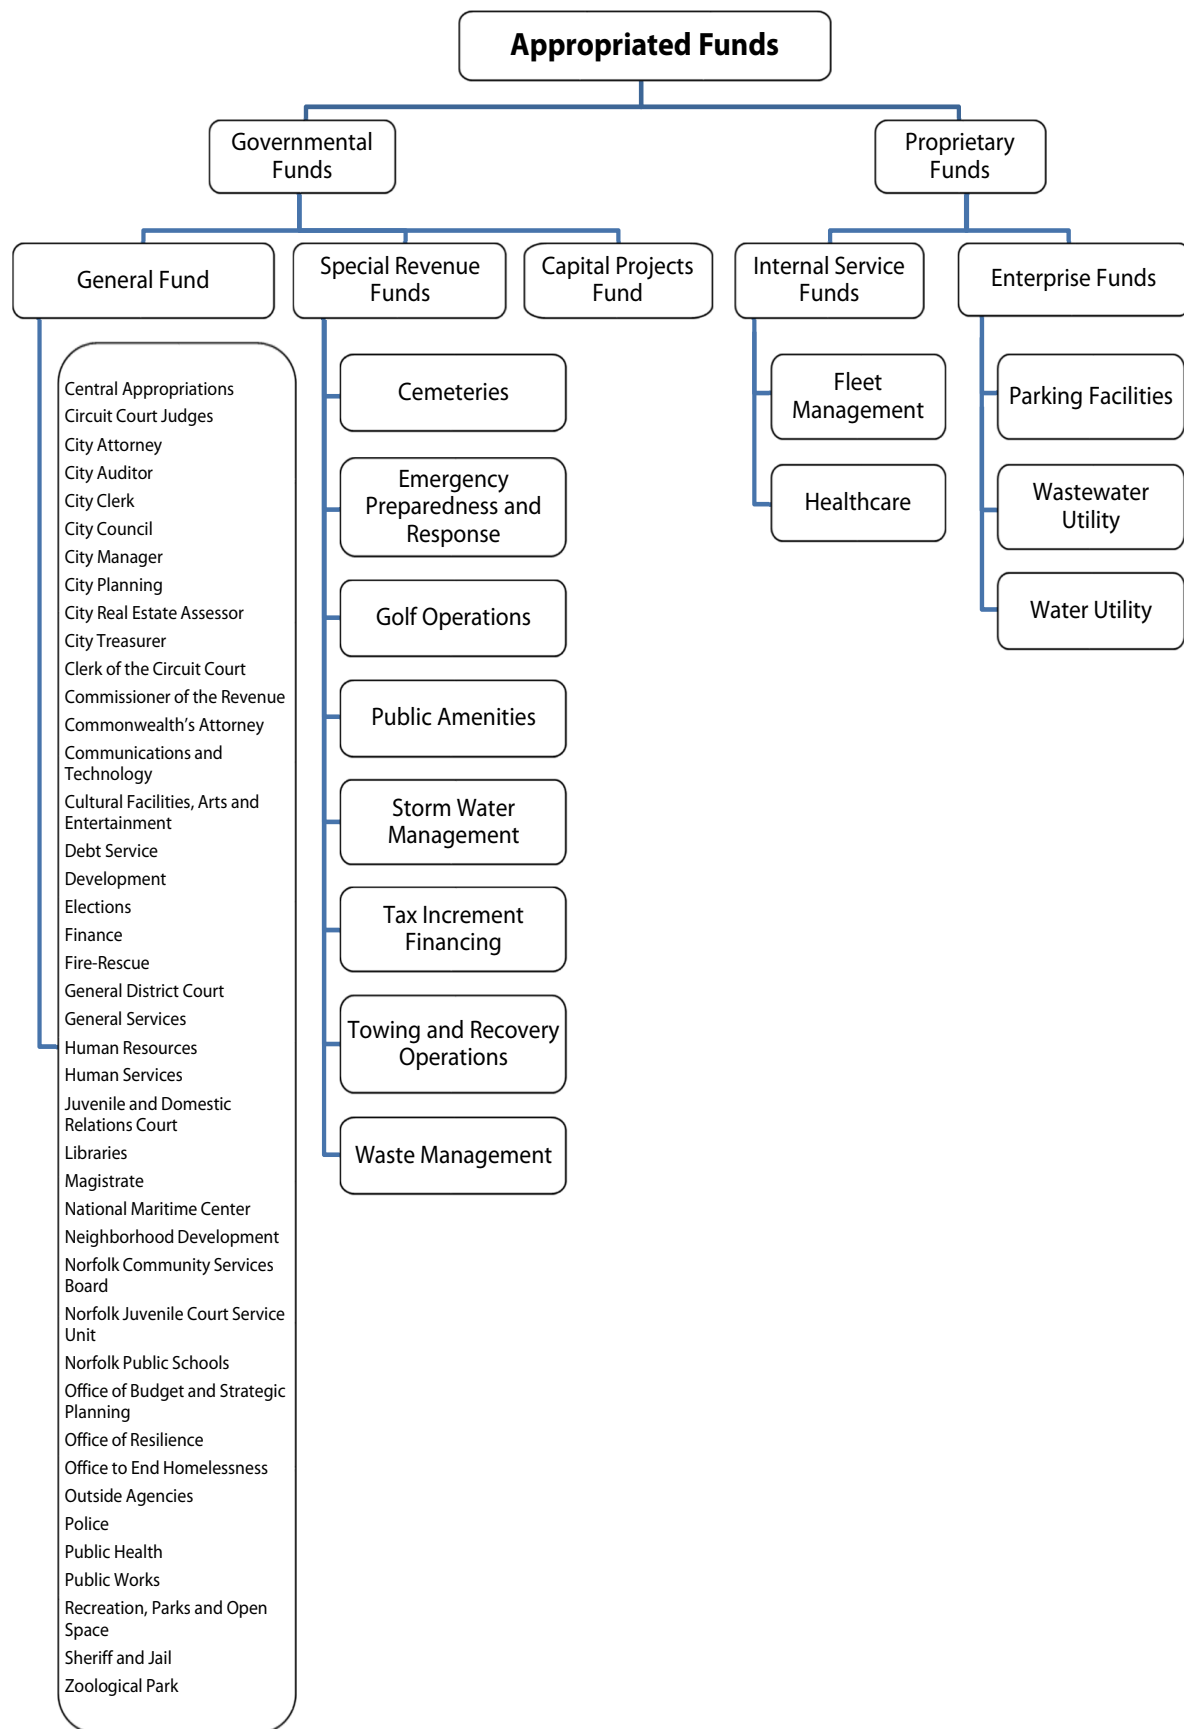 Appropriated Funds
Governmental
Funds
Proprietary
Funds
General Fund
Special Revenue
Funds
Capital Projects
Fund
Internal Service
Funds
Enterprise Funds
Central Appropriations
Circuit Court Judges
City Attorney
City Auditor
City Clerk
City Council
City Manager
City Planning
City Real Estate Assessor
City Treasurer
Clerk of the Circuit Court
Commissioner of the Revenue
Commonwealth's Attorney
Communications and
Technology
Cultural Facilities, Arts and
Entertainment
Debt Service
Development
Elections
Finance
Fire-Rescue
General District Court
General Services
Human Resources
Human Services
Juvenile and Domestic
Relations Court
Libraries
Magistrate
National Maritime Center
Neighborhood Development
Norfolk Community Services
Board
Norfolk Juvenile Court Service
Unit
Norfolk Public Schools
Office of Budget and Strategic
Planning
Office of Resilience
Office to End Homelessness
Outside Agencies
Police
Public Health
Public Works
Recreation, Parks and Open
Space
Sheriff and Jail
Zoological Park
Cemeteries
Emergency
Preparedness and
Response
Golf Operations
Public Amenities
Storm Water
Management
Tax Increment
Financing
Towing and Recovery
Operations
Waste Management
Fleet
Management
Healthcare
Parking Facilities
Wastewater
Utility
Water Utility